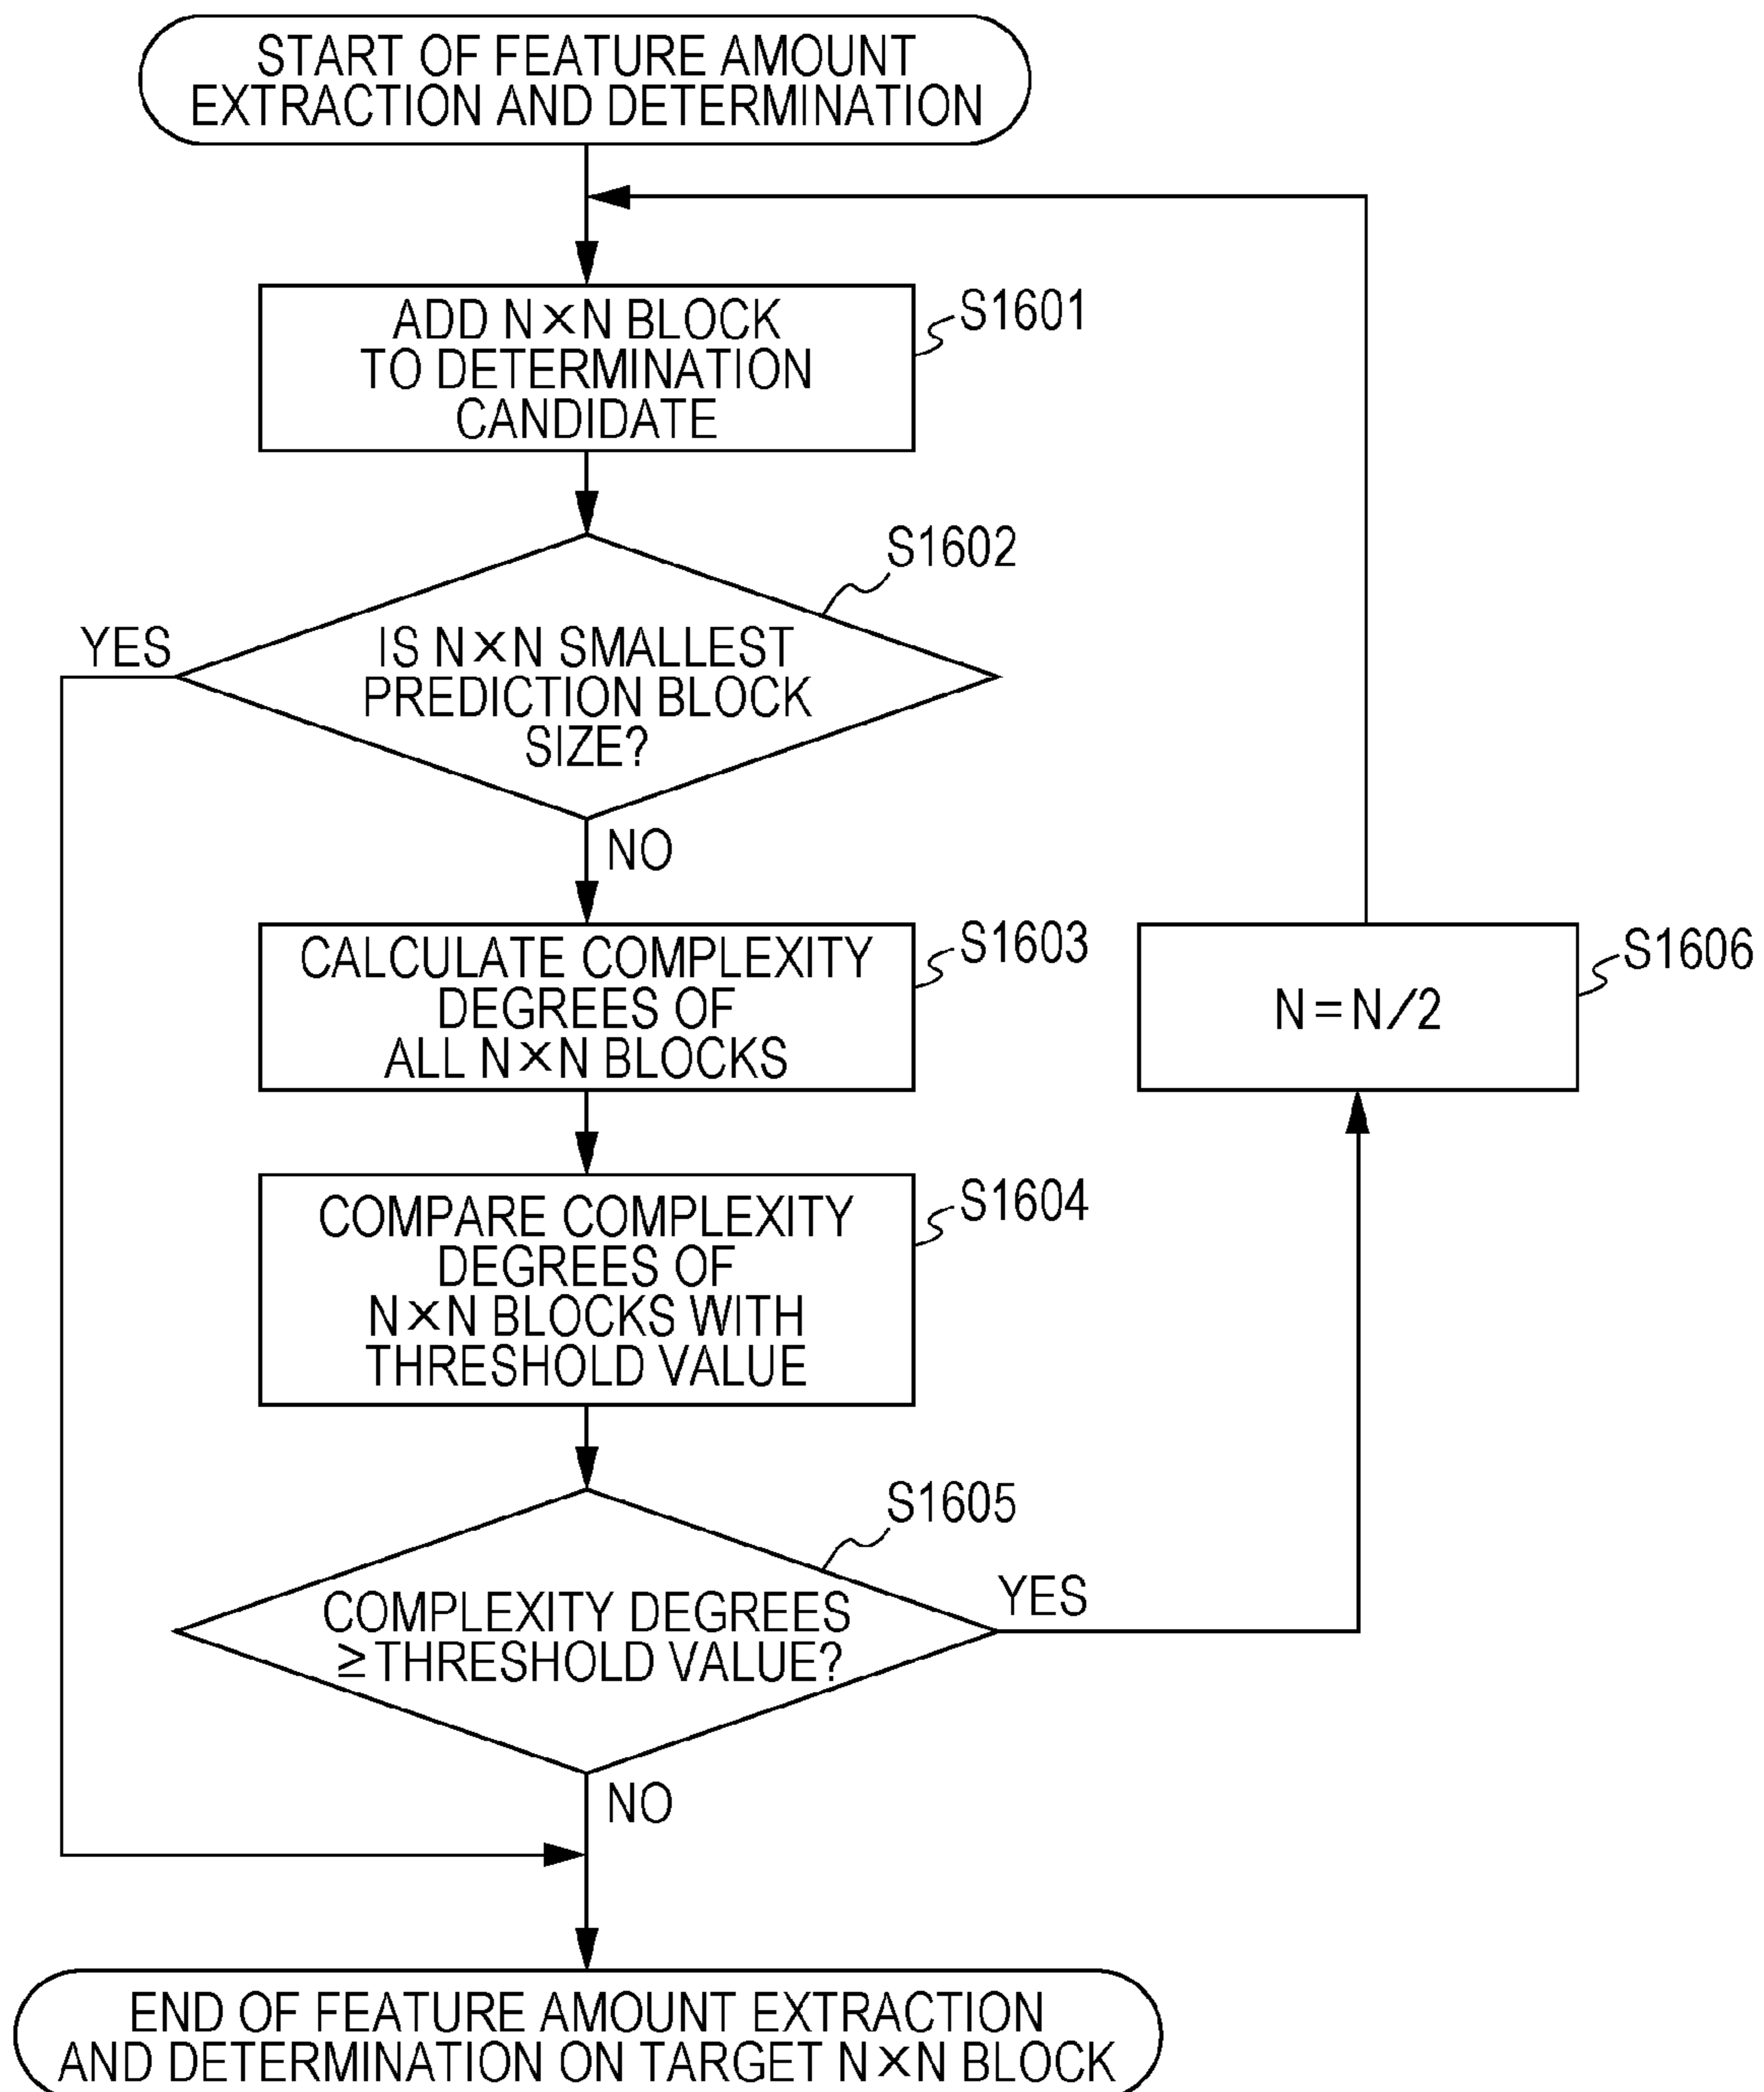 START OF FEATURE AMOUNT
EXTRACTION AND DETERMINATION
ADD N×N BLOCK
TO DETERMINATION
CANDIDATE
S1601
S1602
YES
IS N×N SMALLEST
PREDICTION BLOCK
SIZE?
NO
CALCULATE COMPLEXITY
DEGREES OF
ALL N×N BLOCKS
S1603
N=N/2
S1606
COMPARE COMPLEXITY
DEGREES OF
N×N BLOCKS WITH
THRESHOLD VALUE
S1604
S1605
COMPLEXITY DEGREES
≥ THRESHOLD VALUE?
YES
NO
END OF FEATURE AMOUNT EXTRACTION
AND DETERMINATION ON TARGET N×N BLOCK